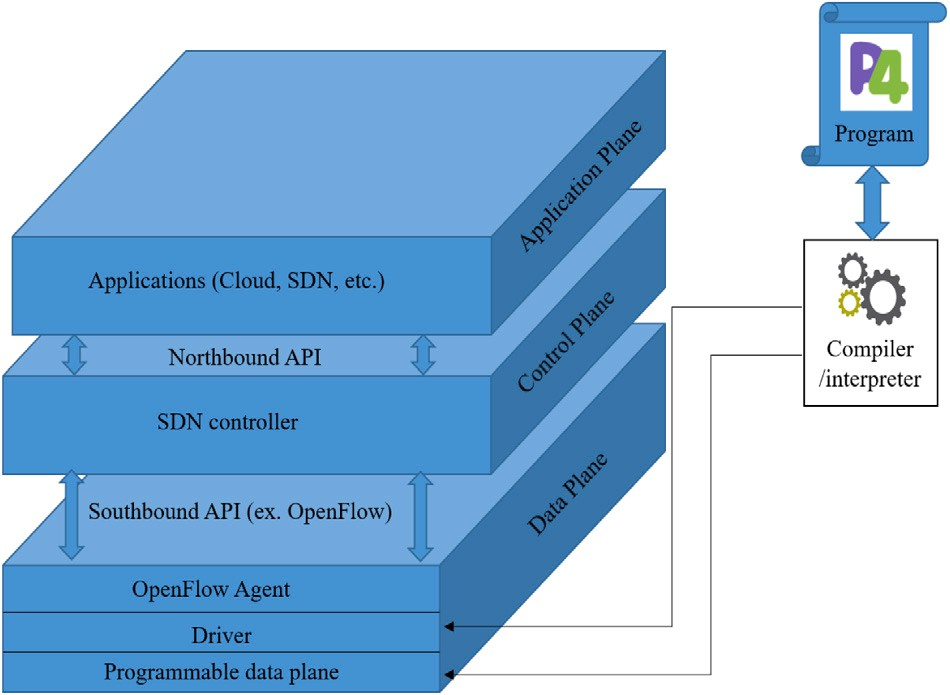 P4
Program
Application Plane
Applications (Cloud, SDN, etc.)
Northbound API
Control Plane
SDN controller
Compiler
/interpreter
Southbound API (ex. OpenFlow)
Data Plane
OpenFlow Agent
Driver
Programmable data plane